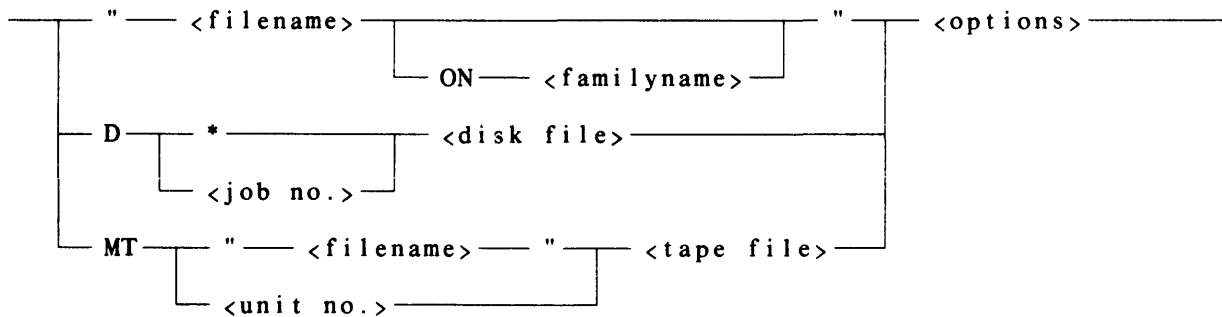 " <filename> " <options>
ON <familyname>
D * <disk file>
<job no.>
MT " <filename> " <tape file>
<unit no.>